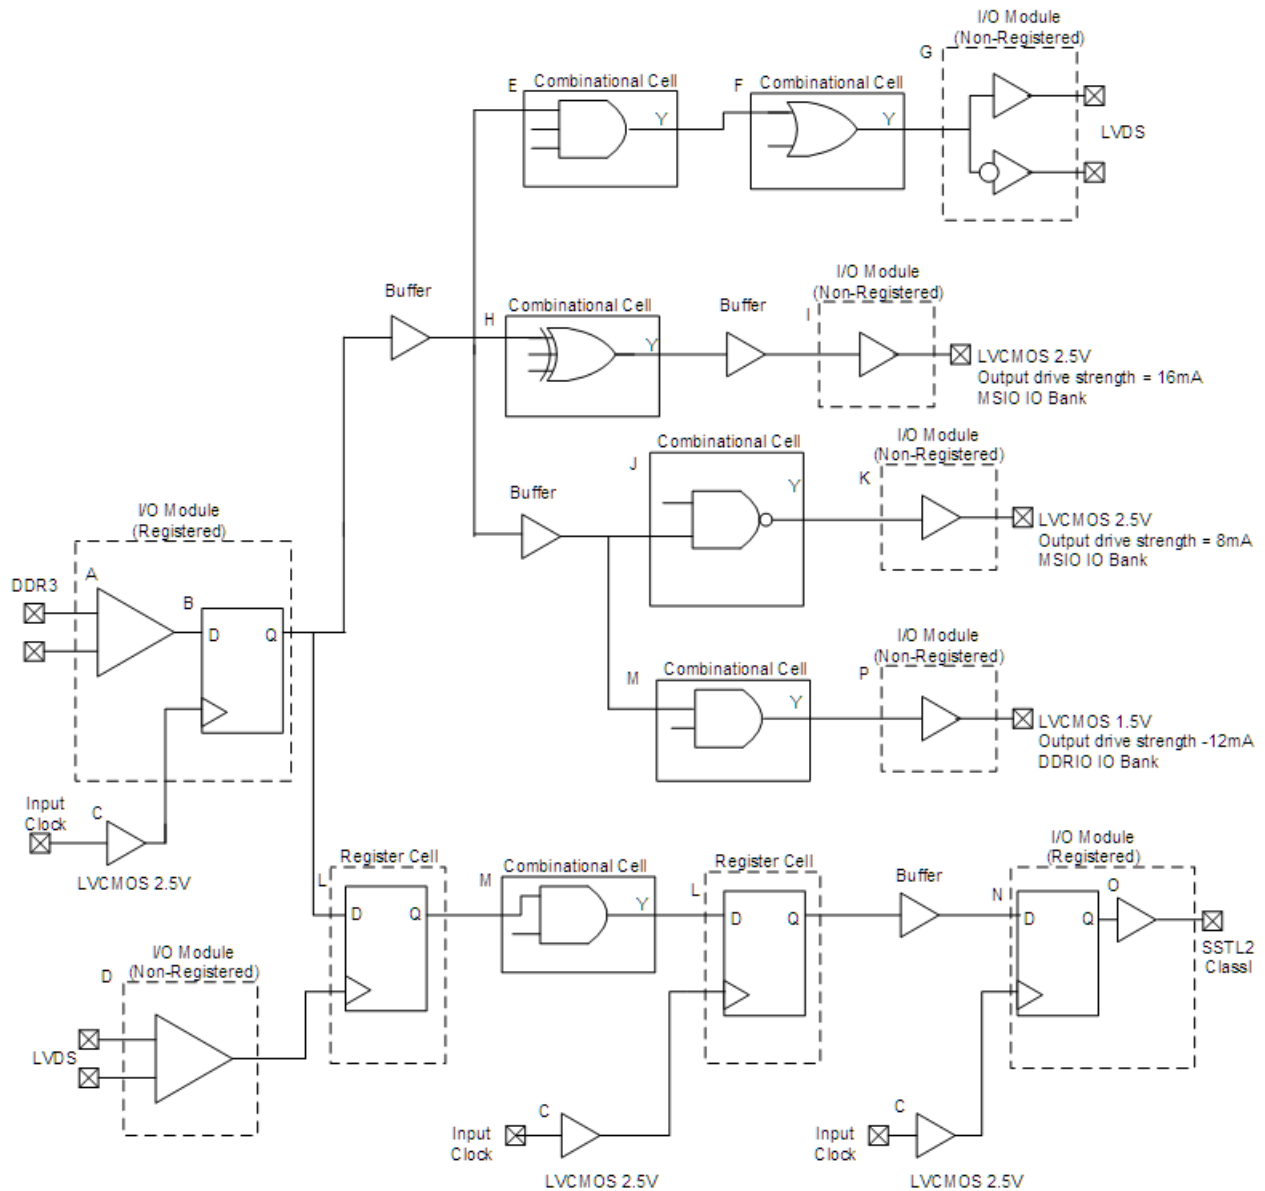 I/O Module
(Non-Registered)
G
E
Combinational Cell
Y
F
Combinational Cell
Y
LVDS
Buffer
H
Combinational Cell
Y
Buffer
I/O Module
(Non-Registered)
I
LVCMOS 2.5V
Output drive strength = 16mA
MSIO IO Bank
Buffer
Combinational Cell
J
Y
I/O Module
(Non-Registered)
K
LVCMOS 2.5V
Output drive strength = 8mA
MSIO IO Bank
I/O Module
(Registered)
DDR3
A
B
D
Q
Combinational Cell
M
Y
I/O Module
(Non-Registered)
P
LVCMOS 1.5V
Output drive strength -12mA
DDRIO IO Bank
Input
Clock
C
LVCMOS 2.5V
Register Cell
L
D
Q
Combinational Cell
M
Y
Register Cell
L
D
Q
Buffer
I/O Module
(Registered)
N
D
Q
O
SSTL2
ClassI
I/O Module
(Non-Registered)
D
LVDS
Input
Clock
C
LVCMOS 2.5V
Input
Clock
C
LVCMOS 2.5V